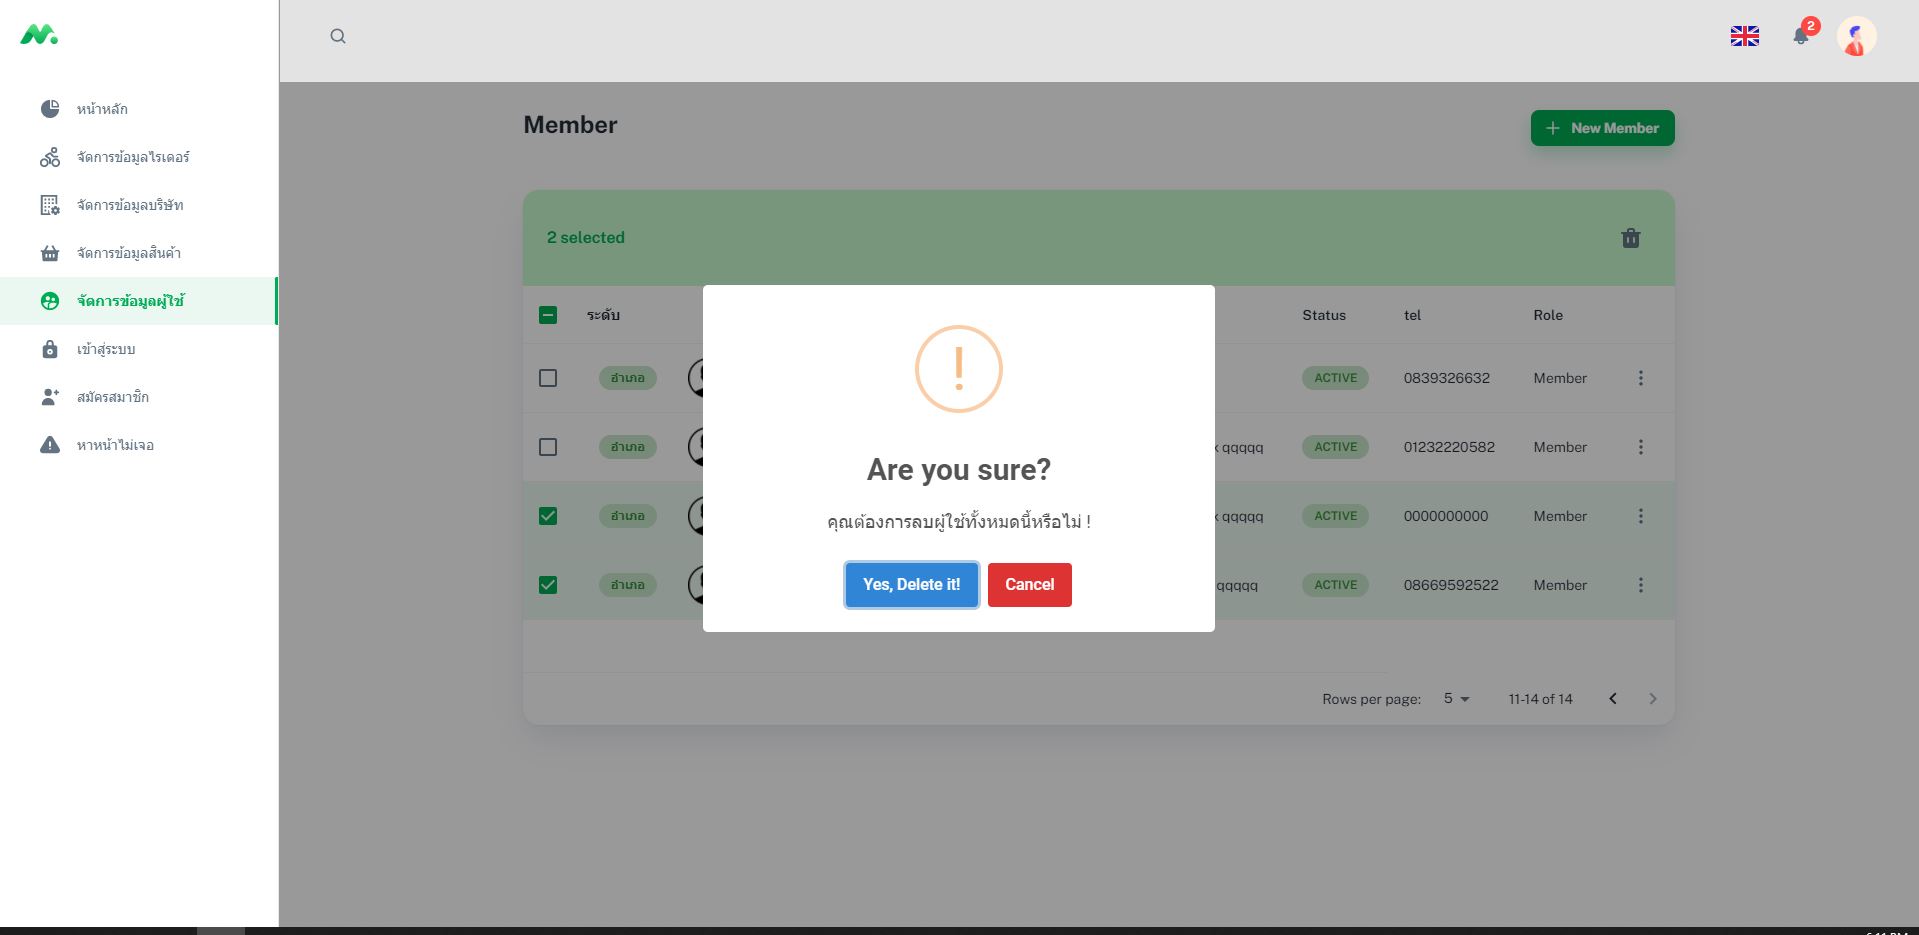 2
หน้าหลัก
จัดการข้อมูลไรเดอร์
จัดการข้อมูลบริษัท
จัดการข้อมูลสินค้า
จัดการข้อมูลผู้ใช้
เข้าสู่ระบบ
สมัครสมาชิก
หาหน้าไม่เจอ
Member
New Member
2 selected
ระดับ Status tel Role
อำเภอ ACTIVE 0839326632 Member
อำเภอ qqqqq ACTIVE 01232220582 Member
อำเภอ qqqqq ACTIVE 0000000000 Member
อำเภอ qqqqq ACTIVE 08669592522 Member
Are you sure?
คุณต้องการลบผู้ใช้ทั้งหมดนี้หรือไม่ !
Yes, Delete it! Cancel
Rows per page: 5 11-14 of 14